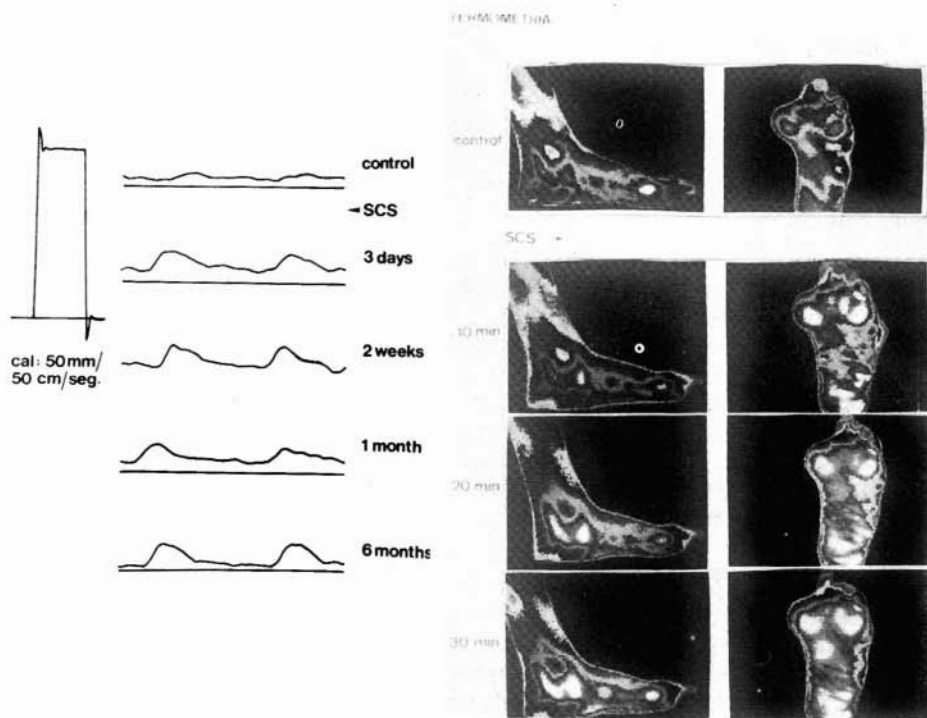 control
SCS
3 days
cal: 50mm/
50 cm/seg.
2 weeks
1 month
6 months
TERMOMETRIA
control
SCS
10 min
20 min
30 min